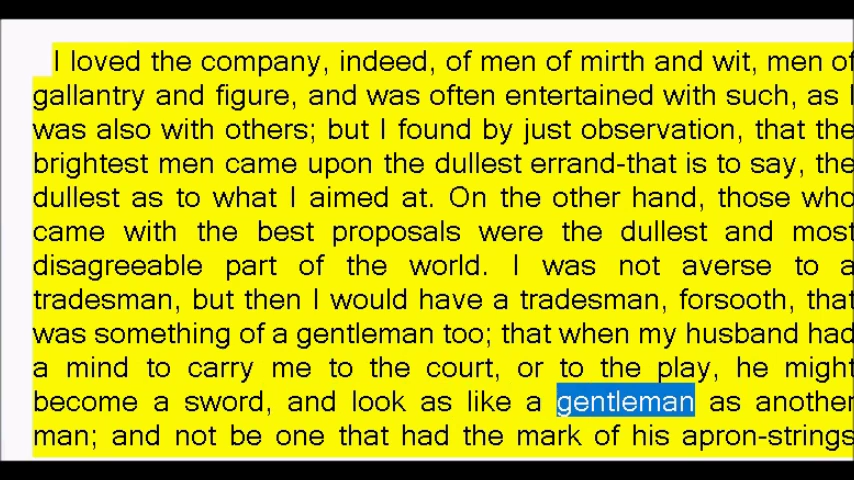 I loved the company, indeed, of men of mirth and wit, men of
gallantry and figure, and was often entertained with such, as I
was also with others; but I found by just observation, that the
brightest men came upon the dullest errand-that is to say, the
dullest as to what I aimed at. On the other hand, those who
came with the best proposals were the dullest and most
disagreeable part of the world. I was not averse to a
tradesman, but then I would have a tradesman, forsooth, that
was something of a gentleman too; that when my husband had
a mind to carry me to the court, or to the play, he might
become a sword, and look as like a gentleman as another
man; and not be one that had the mark of his apron-strings